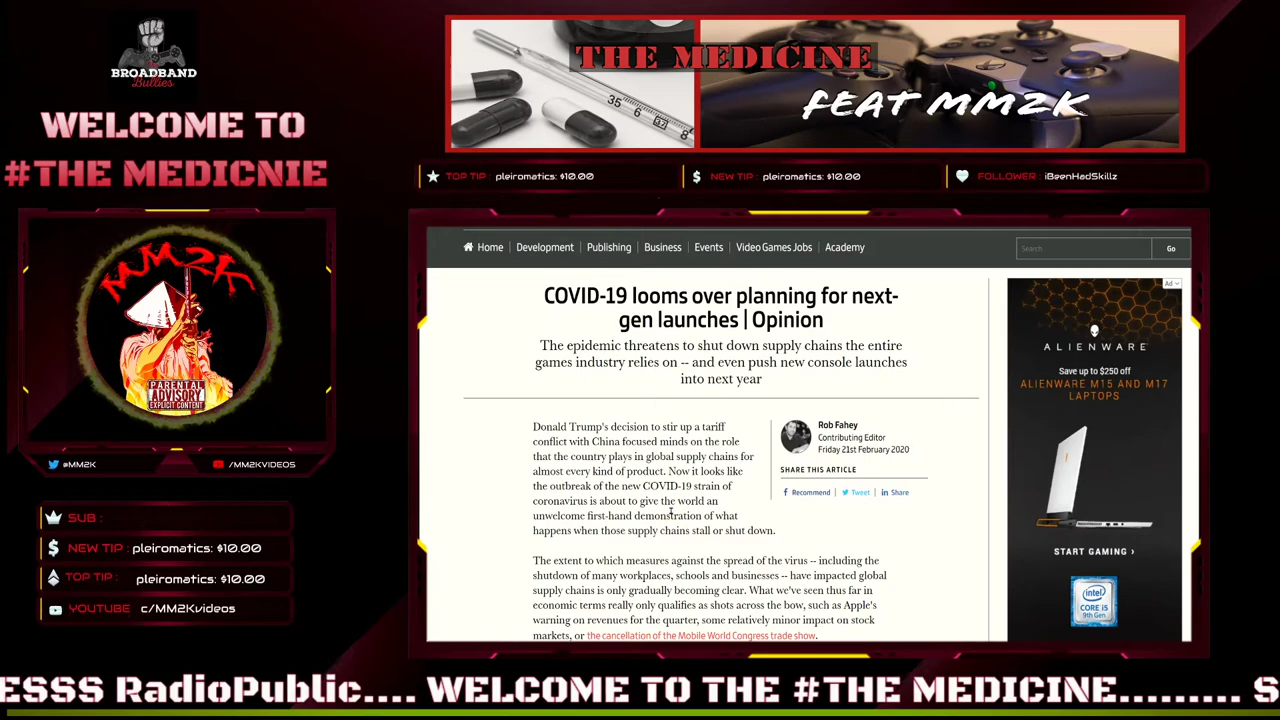 BROADBAND
Bullies
WELCOME TO
#THE MEDICNIE
THE MEDICINE
FEAT MM2K
35
6
37
8
TOP TIP : pleiromatics: $10.00
NEW TIP : pleiromatics: $10.00
FOLLOWER : iBeenHadSkillz
MM2K
PARENTAL
ADVISORY
EXPLICIT CONTENT
@MM2K
/MM2KVIDEOS
SUB :
NEW TIP : pleiromatics: $10.00
TOP TIP : pleiromatics: $10.00
YOUTUBE c/MM2Kvideos
Home Development Publishing Business Events Video Games Jobs Academy
Search
Go
COVID-19 looms over planning for next-
gen launches | Opinion
The epidemic threatens to shut down supply chains the entire
games industry relies on -- and even push new console launches
into next year
Donald Trump's decision to stir up a tariff
conflict with China focused minds on the role
that the country plays in global supply chains for
almost every kind of product. Now it looks like
the outbreak of the new COVID-19 strain of
coronavirus is about to give the world an
unwelcome first-hand demonstration of what
happens when those supply chains stall or shut down.
Rob Fahey
Contributing Editor
Friday 21st February 2020
SHARE THIS ARTICLE
Recommend Tweet Share
The extent to which measures against the spread of the virus -- including the
shutdown of many workplaces, schools and businesses -- have impacted global
supply chains is only gradually becoming clear. What we've seen thus far in
economic terms really only qualifies as shots across the bow, such as Apple's
warning on revenues for the quarter, some relatively minor impact on stock
markets, or the cancellation of the Mobile World Congress trade show.
Ad
ALIENWARE
Save up to $250 off
ALIENWARE M15 AND M17
LAPTOPS
START GAMING ›
intel
CORE i5
9th Gen
ESSS RadioPublic.... WELCOME TO THE #THE MEDICINE......... S